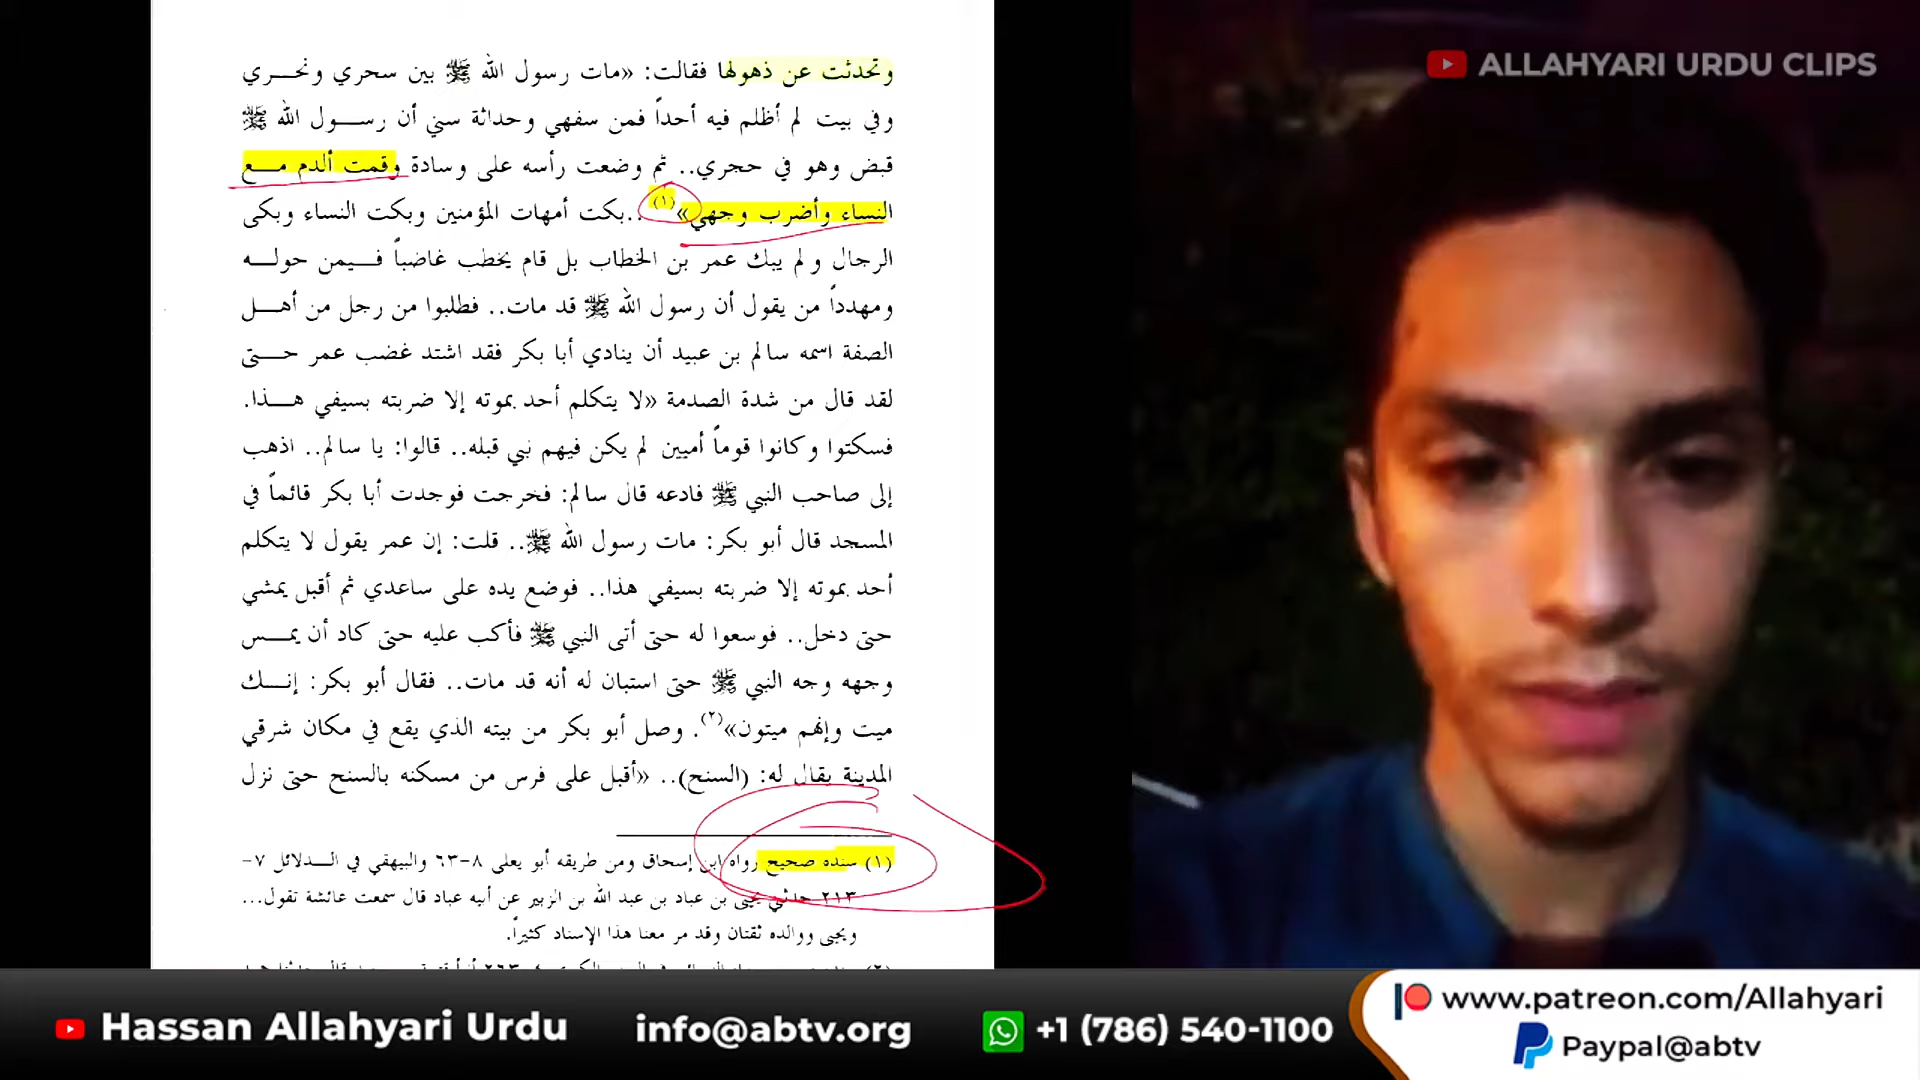 وتحدثت عن ذهولها فقالت: «مات رسول الله ﷺ بين سحري ونحـــري
وفي بيت لم أظلم فيه أحداً فمن سفهي وحداثة سني أن رســـول الله ﷺ
قبض وهو في حجري.. ثم وضعت رأسه على وسادة وقمت ألدم مـــع
النساء وأضرب وجهي»(١)..بكت أمهات المؤمنين وبكت النساء وبكى
الرجال ولم يبك عمر بن الخطاب بل قام يخطب غاضباً فـــيمن حولـــه
ومهدداً من يقول أن رسول الله ﷺ قد مات.. فطلبوا من رجل من أهـــل
الصفة اسمه سالم بن عبيد أن ينادي أبا بكر فقد اشتد غضب عمر حـــتى
لقد قال من شدة الصدمة «لا يتكلم أحد بموته إلا ضربته بسيفي هـــذا.
فسكتوا وكانوا قوماً أميين لم يكن فيهم نبي قبله.. قالوا: يا سالم.. اذهب
إلى صاحب النبي ﷺ فادعه قال سالم: فخرجت فوجدت أبا بكر قائماً في
المسجد قال أبو بكر: مات رسول الله ﷺ.. قلت: إن عمر يقول لا يتكلم
أحد بموته إلا ضربته بسيفي هذا.. فوضع يده على ساعدي ثم أقبل يمشي
حتى دخل.. فوسعوا له حتى أتى النبي ﷺ فأكب عليه حتى كاد أن يمـــس
وجهه وجه النبي ﷺ حتى استبان له أنه قد مات.. فقال أبو بكر: إنـــك
ميت وإنهم ميتون»(٢). وصل أبو بكر من بيته الذي يقع في مكان شرقي
المدينة يقال له: (السنح).. «أقبل على فرس من مسكنه بالسنح حتى نزل
(١) سنده صحيح رواه ابن إسحاق ومن طريقه أبو يعلى ٨-٦٣ والبيهقي في الـــدلائل ٧-
٢١٣ حدثني يحيى بن عباد بن عبد الله بن الزبير عن أبيه عباد قال سمعت عائشة تقول...
ويحيى ووالده ثقتان وقد مر معنا هذا الإسناد كثيراً.
ALLAHYARI URDU CLIPS
Hassan Allahyari Urdu
info@abtv.org
+1 (786) 540-1100
www.patreon.com/Allahyari
Paypal@abtv